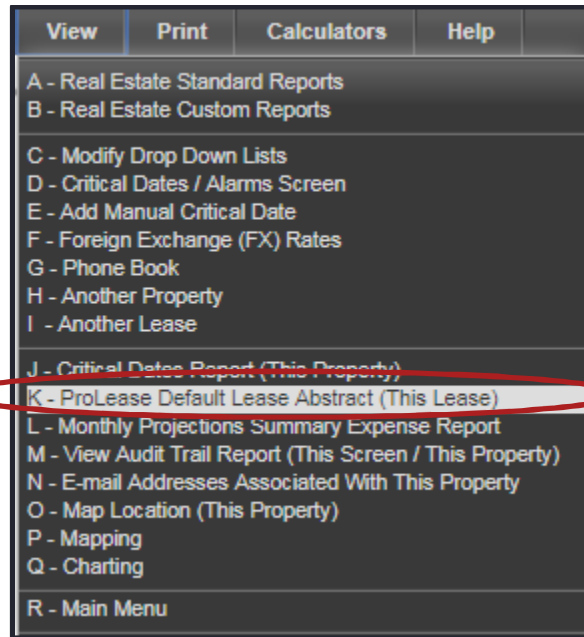 View Print Calculators Help
A - Real Estate Standard Reports
B - Real Estate Custom Reports
C - Modify Drop Down Lists
D - Critical Dates / Alarms Screen
E - Add Manual Critical Date
F - Foreign Exchange (FX) Rates
G - Phone Book
H - Another Property
I - Another Lease
J - Critical Dates Report (This Property)
K - ProLease Default Lease Abstract (This Lease)
L - Monthly Projections Summary Expense Report
M - View Audit Trail Report (This Screen / This Property)
N - E-mail Addresses Associated With This Property
O - Map Location (This Property)
P - Mapping
Q - Charting
R - Main Menu